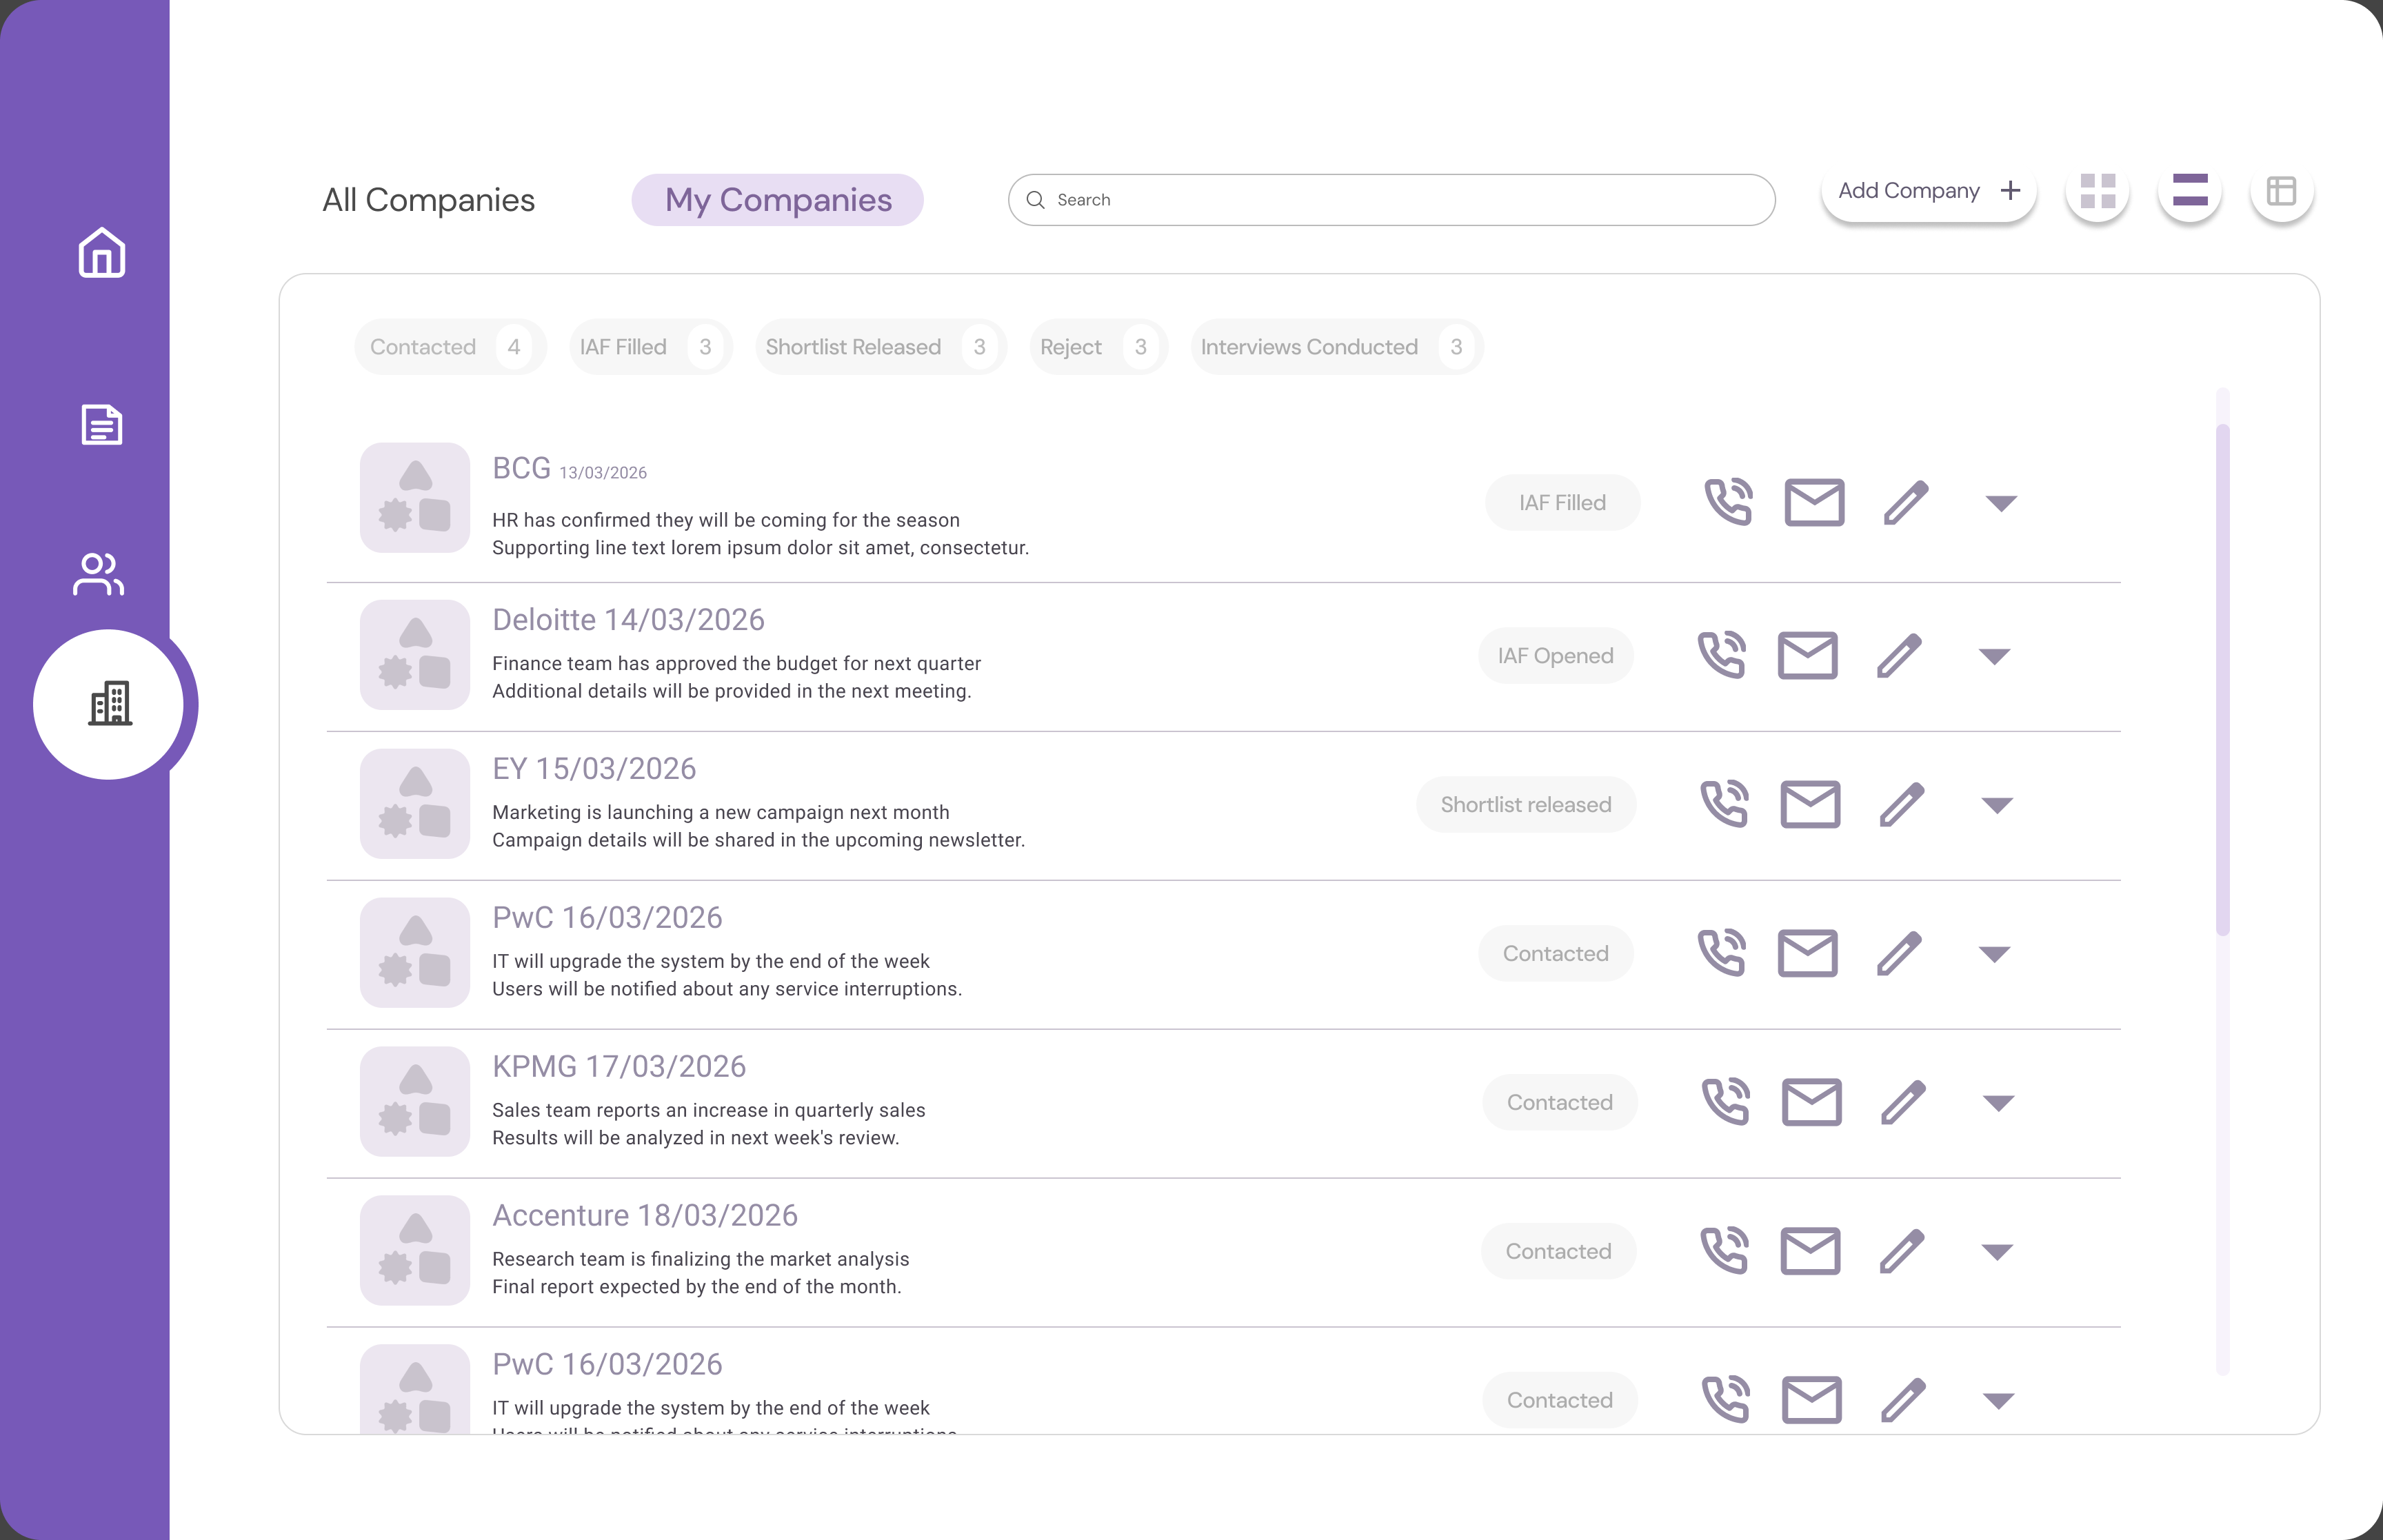 All Companies
My Companies
Search
Add Company
Contacted 4
IAF Filled 3
Shortlist Released 3
Reject 3
Interviews Conducted 3
BCG 13/03/2026
HR has confirmed they will be coming for the season
Supporting line text lorem ipsum dolor sit amet, consectetur.
IAF Filled
Deloitte 14/03/2026
Finance team has approved the budget for next quarter
Additional details will be provided in the next meeting.
IAF Opened
EY 15/03/2026
Marketing is launching a new campaign next month
Campaign details will be shared in the upcoming newsletter.
Shortlist released
PwC 16/03/2026
IT will upgrade the system by the end of the week
Users will be notified about any service interruptions.
Contacted
KPMG 17/03/2026
Sales team reports an increase in quarterly sales
Results will be analyzed in next week's review.
Contacted
Accenture 18/03/2026
Research team is finalizing the market analysis
Final report expected by the end of the month.
Contacted
PwC 16/03/2026
IT will upgrade the system by the end of the week
Users will be notified about any service interruptions.
Contacted